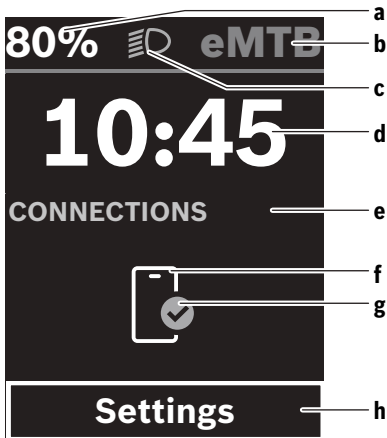 a
80% eMTB b
c
10:45 d
CONNECTIONS e
f
g
Settings h